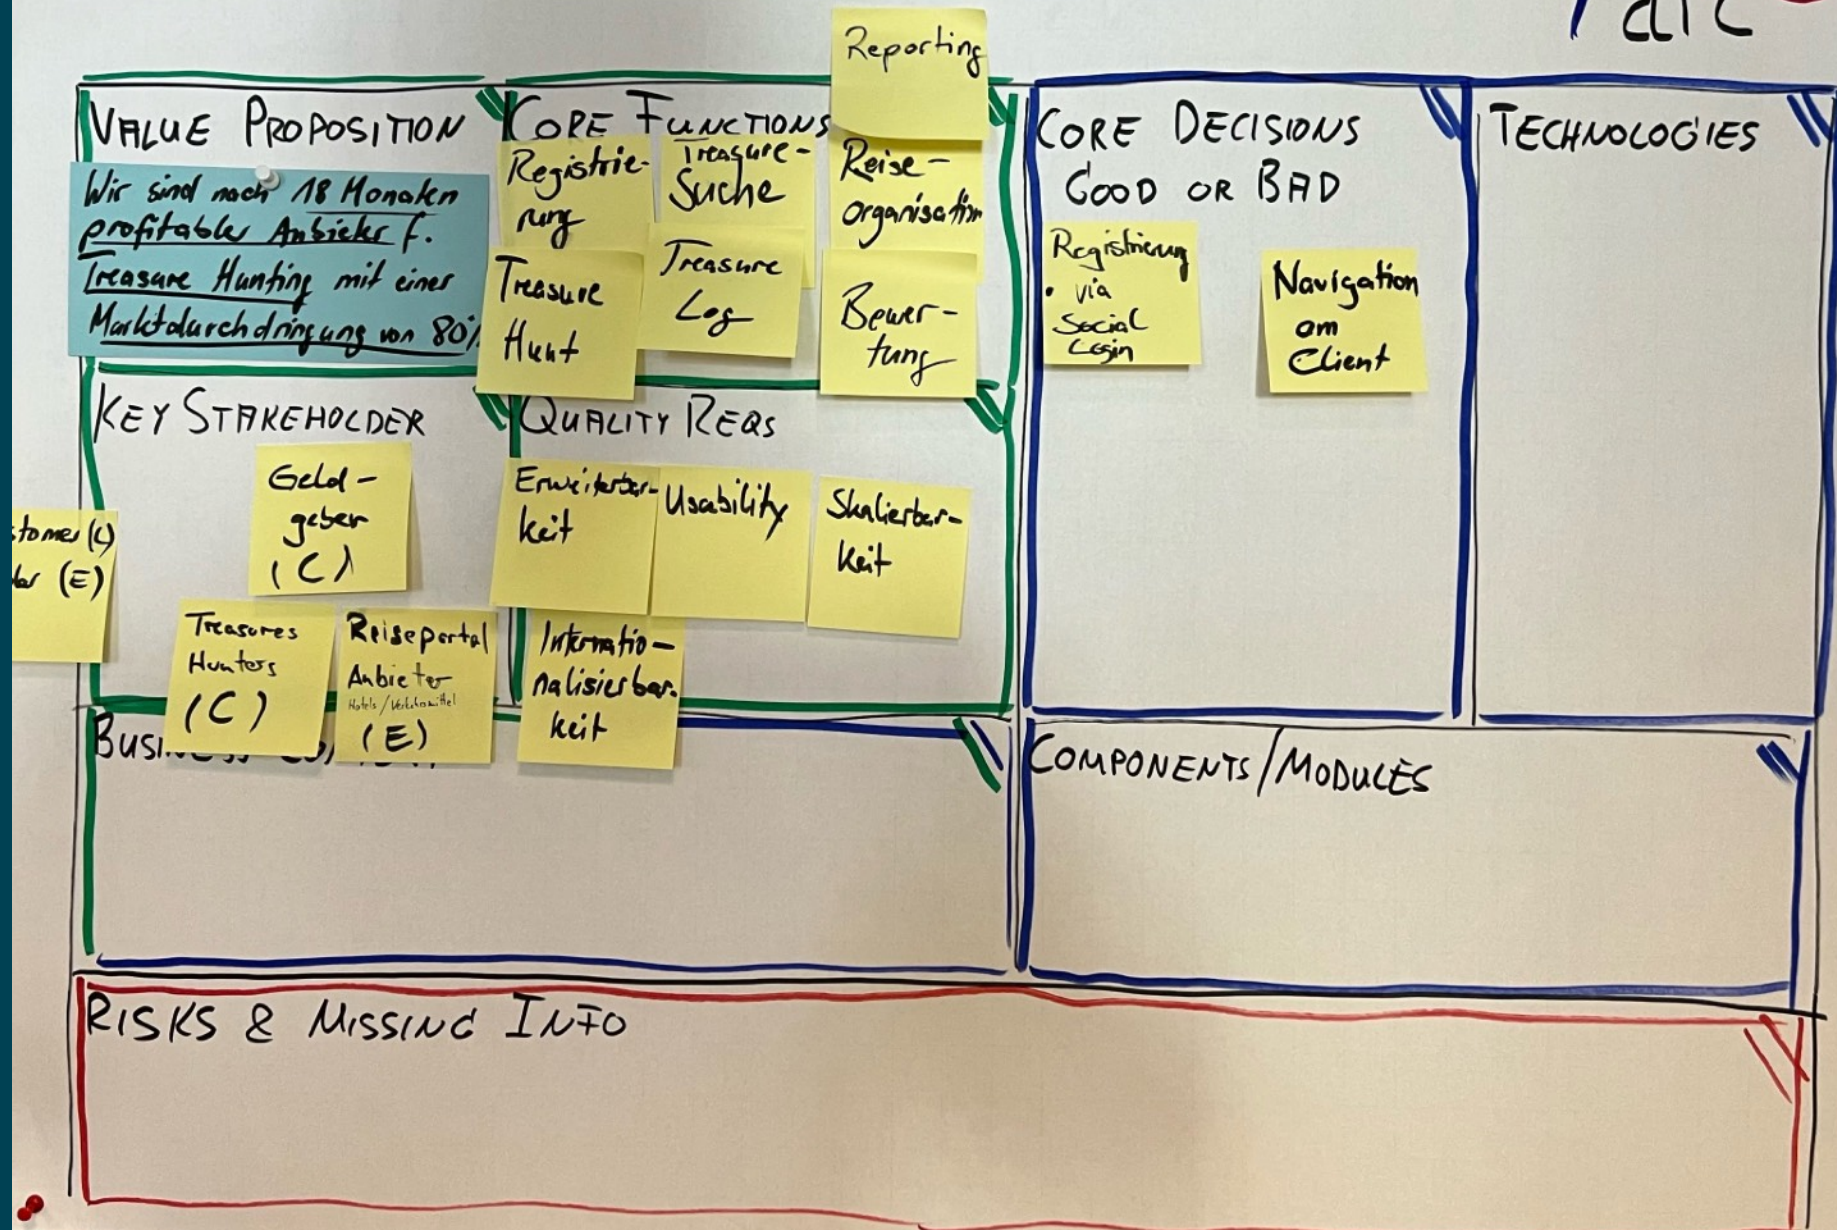 Reporting
VALUE PROPOSITION
Wir sind nach 18 Monaten
profitabler Anbieter f.
Treasure Hunting mit einer
Marktdurchdringung von 80%
CORE FUNCTIONS
Registrie-
rung
Treasure-
Suche
Reise-
organisation
Treasure
Hunt
Treasure
Log
Bewer-
tung
KEY STAKEHOLDER
Geld-
geber
(C)
stomer (C)
(E)
Treasures
Hunters
(C)
Reiseportal
Anbieter
Hotels/Verkehrsmittel
(E)
QUALITY REQS
Erweiterbar-
keit
Usability
Skalierbar-
keit
Internatio-
nalisierbar-
keit
CORE DECISIONS
GOOD OR BAD
Registrierung
• via
Social
Login
Navigation
am
Client
TECHNOLOGIES
COMPONENTS/MODULES
RISKS & MISSING INFO